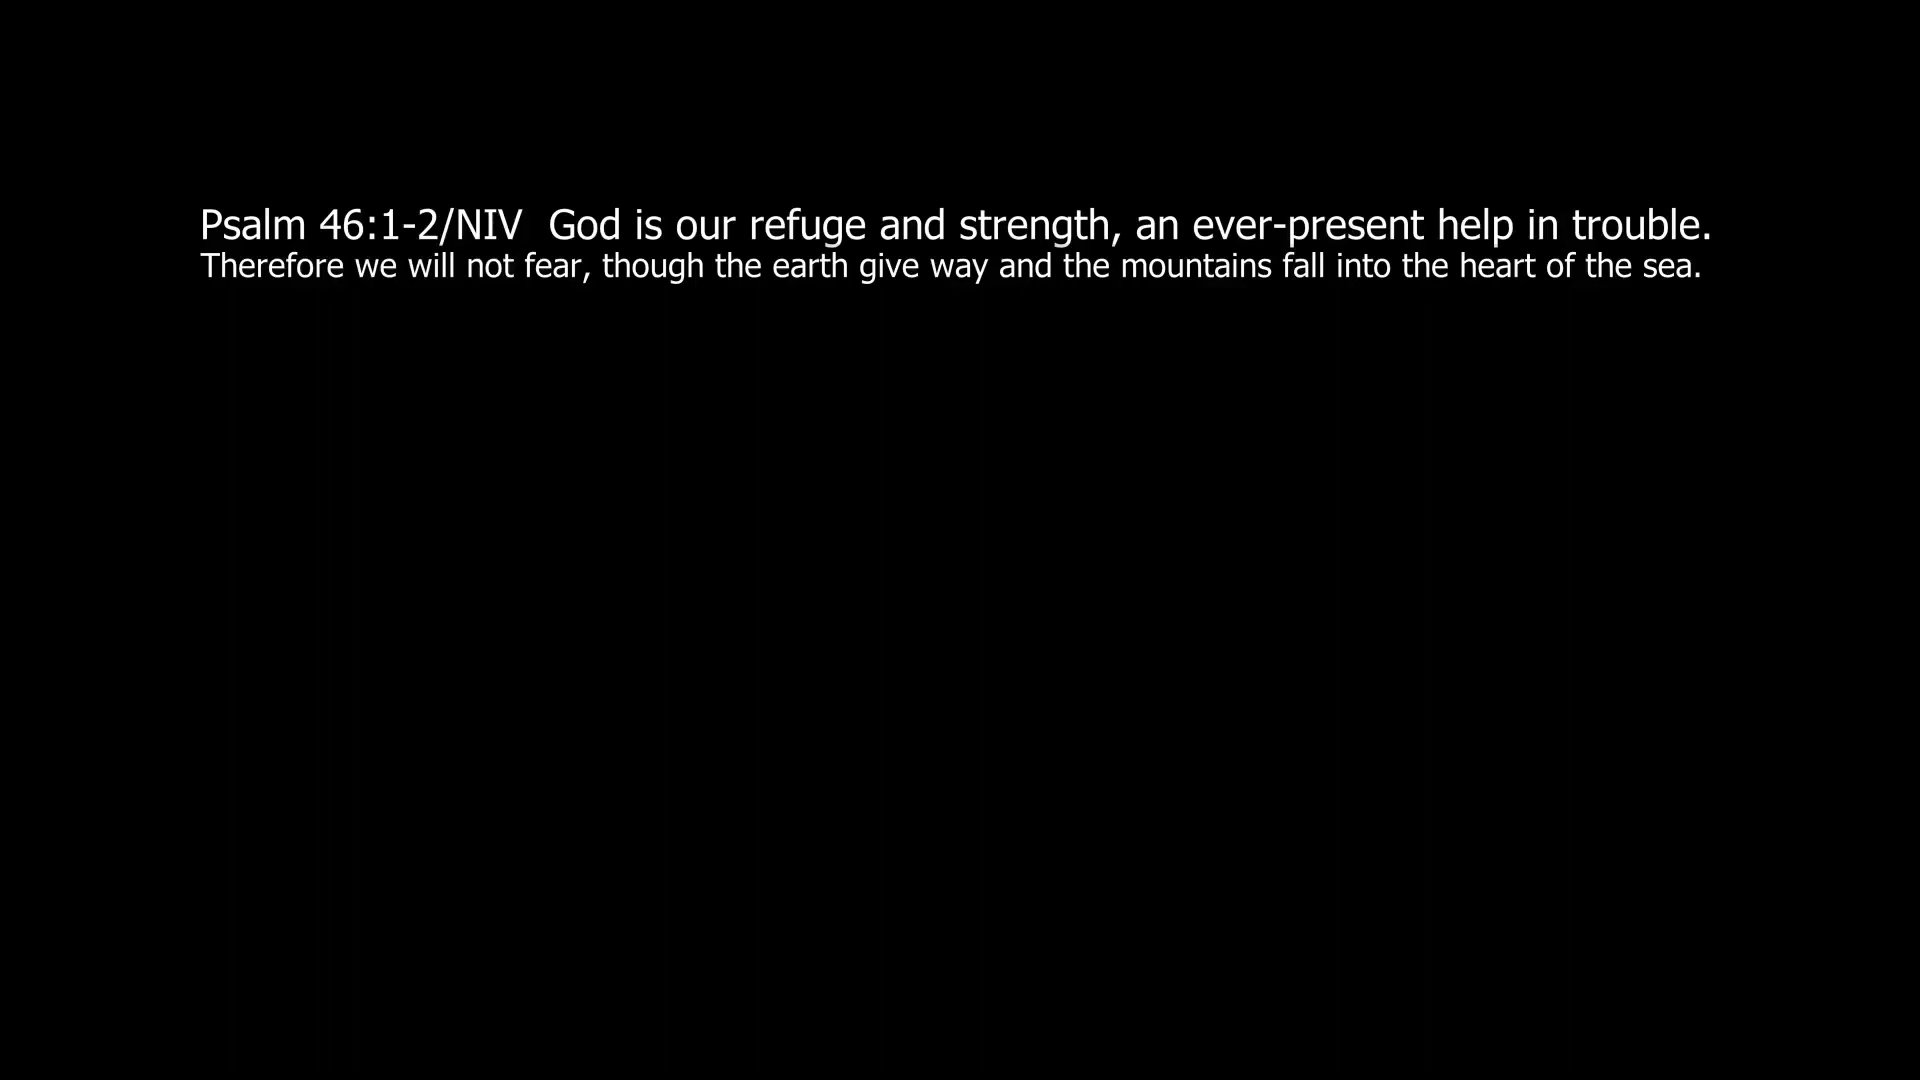 Psalm 46:1-2/NIV  God is our refuge and strength, an ever-present help in trouble.
Therefore we will not fear, though the earth give way and the mountains fall into the heart of the sea.